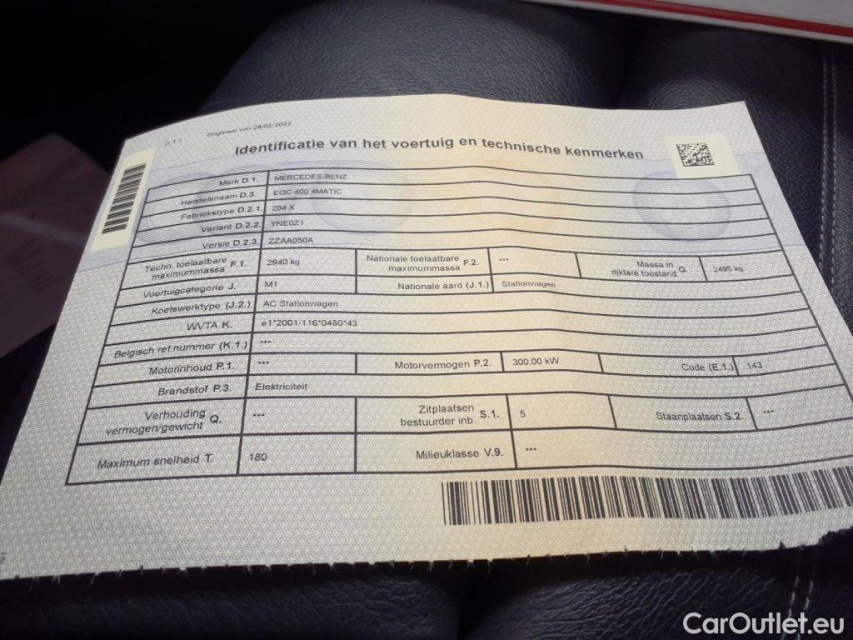 (L1.) Origineel van 28/02/2022
Identificatie van het voertuig en technische kenmerken
Merk D.1. MERCEDES-BENZ
Handelsnaam D.3. EQC 400 4MATIC
Fabriekstype D.2.1. 204 X
Variant D.2.2. YNE0Z1
Versie D.2.3. ZZAA050A
Techn. toelaatbare maximummassa F.1. 2940 kg Nationale toelaatbare maximummassa F.2. --- Massa in rijklare toestand G. 2495 kg
Voertuigcategorie J. M1 Nationale aard (J.1.) Stationwagen
Koetswerktype (J.2.) AC Stationwagen
WVTA K. e1*2001/116*0480*43
Belgisch ref nummer (K.1.) ---
Motorinhoud P.1. --- Motorvermogen P.2. 300.00 kW Code (E.1.) 143
Brandstof P.3. Elektriciteit
Verhouding vermogen/gewicht Q. --- Zitplaatsen bestuurder inb. S.1. 5 Staanplaatsen S.2. ---
Maximum snelheid T. 180 Milieuklasse V.9. ---
CarOutlet.eu